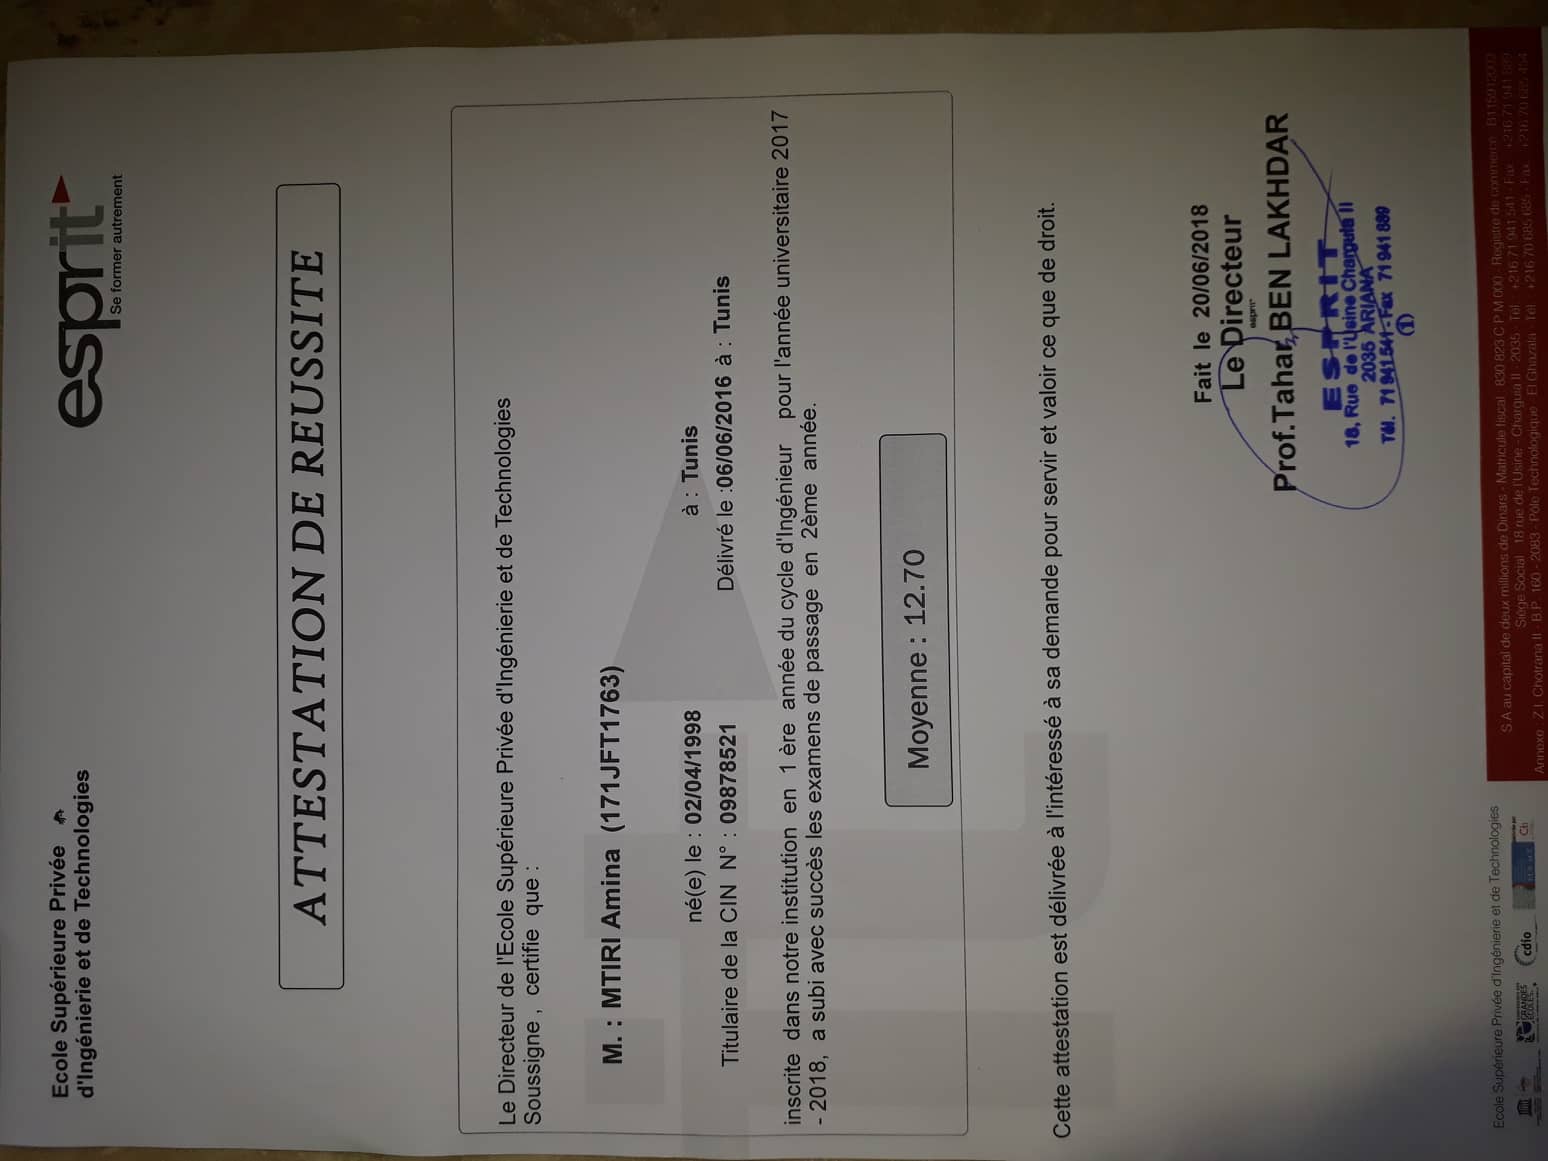 Ecole Supérieure Privée
d'Ingénierie et de Technologies
esprit
Se former autrement
ATTESTATION DE REUSSITE
Le Directeur de l'Ecole Supérieure Privée d'Ingénierie et de Technologies
Soussigne , certifie que :
M. : MTIRI Amina (171JFT1763)
né(e) le : 02/04/1998 à : Tunis
Titulaire de la CIN N° : 09878521 Délivré le :06/06/2016 à : Tunis
inscrite dans notre institution en 1 ère année du cycle d'Ingénieur pour l'année universitaire 2017
- 2018, a subi avec succès les examens de passage en 2ème année.
Moyenne : 12.70
Cette attestation est délivrée à l'intéressé à sa demande pour servir et valoir ce que de droit.
Fait le 20/06/2018
Le Directeur
esprit
Prof.Tahar BEN LAKHDAR
ESPRIT
18, Rue de l'Usine Charguia II
2035 ARIANA
Tél. 71 941 541 - Fax 71 941 889
(1)
Ecole Supérieure Privée d'Ingénierie et de Technologies
GRANDES
ECOLES
cdio
Cti
S.A au capital de deux millions de Dinars - Matricule fiscal 830 823 C P M 000 - Registre de commerce B115912002
Siège Social 18 rue de l'Usine - Charguia II - 2035 - Tél : +216 71 941 541 - Fax +216 71 941 889
Annexe : Z.I. Chotrana II - B.P. 160 - 2083 - Pôle Technologique - El Ghazala Tél : +216 70 685 685 - Fax +216 70 685 454